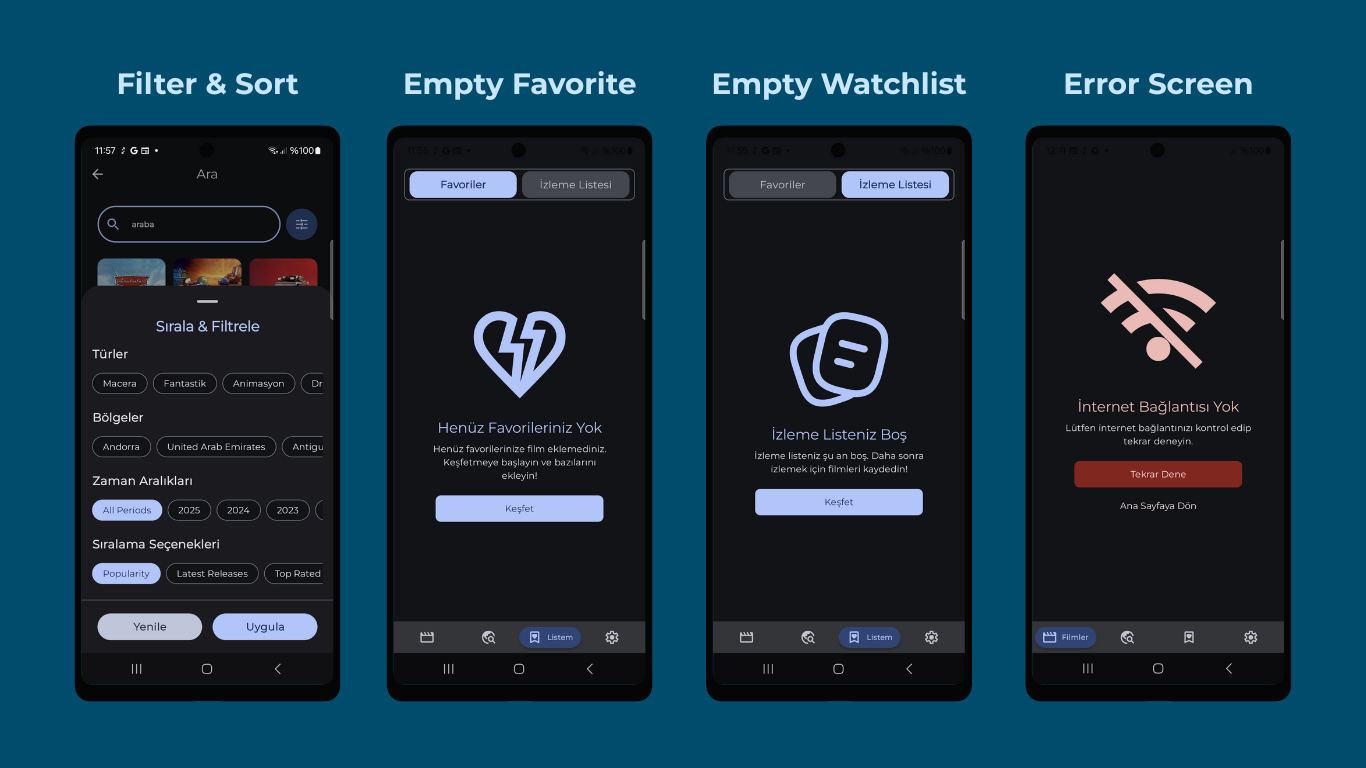 Filter & Sort
Empty Favorite
Empty Watchlist
Error Screen
11:57
%100
Ara
araba
Sırala & Filtrele
Türler
Macera
Fantastik
Animasyon
Dr
Bölgeler
Andorra
United Arab Emirates
Antigu
Zaman Aralıkları
All Periods
2025
2024
2023
Sıralama Seçenekleri
Popularity
Latest Releases
Top Rated
Yenile
Uygula
Favoriler
İzleme Listesi
Henüz Favorileriniz Yok
Henüz favorilerinize film eklemediniz.
Keşfetmeye başlayın ve bazılarını
ekleyin!
Keşfet
Listem
Favoriler
İzleme Listesi
İzleme Listeniz Boş
İzleme listeniz şu an boş. Daha sonra
izlemek için filmleri kaydedin!
Keşfet
Listem
İnternet Bağlantısı Yok
Lütfen internet bağlantınızı kontrol edip
tekrar deneyin.
Tekrar Dene
Ana Sayfaya Dön
Filmler